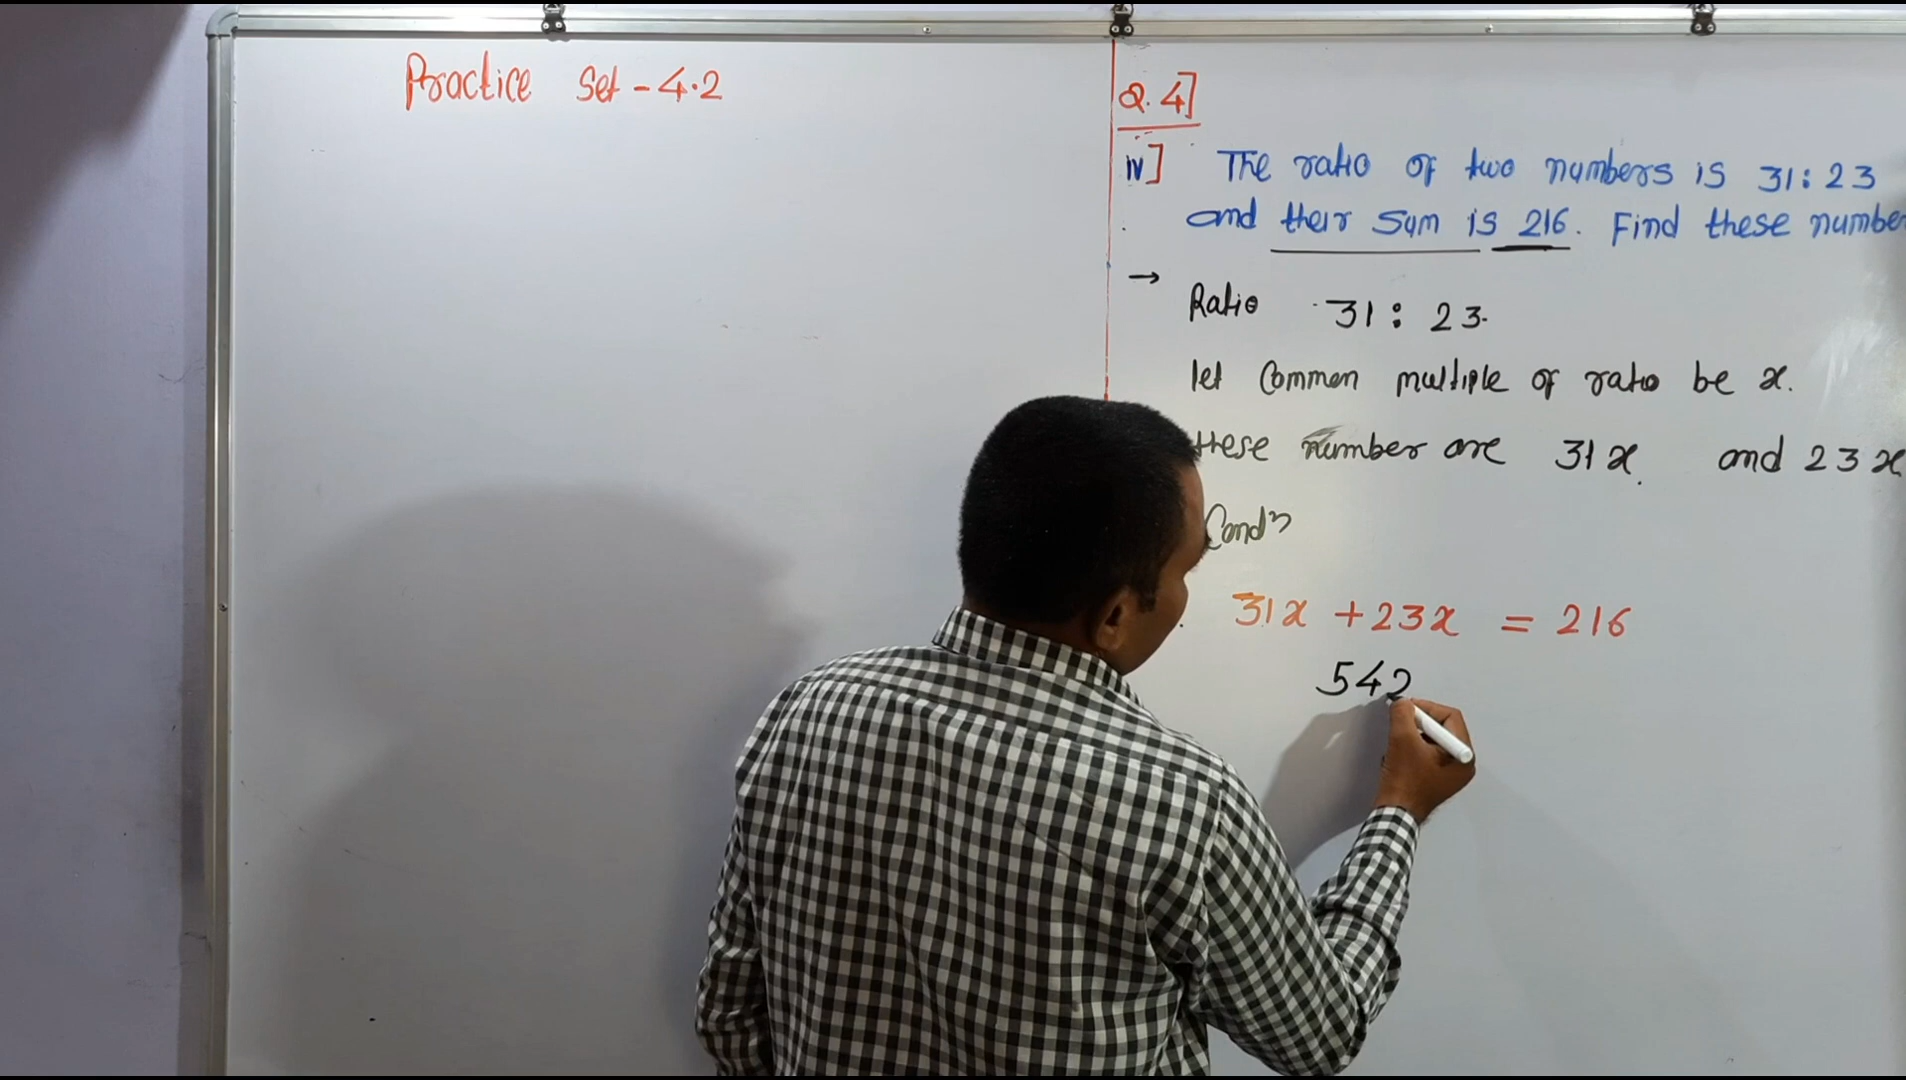 Practice Set - 4.2
Q. 4]
iv] The ratio of two numbers is 31:23
and their sum is 216. Find these number
→
Ratio 31 : 23.
let Common multiple of ratio be x.
these number are 31x and 23x
Condn
31x + 23x = 216
54